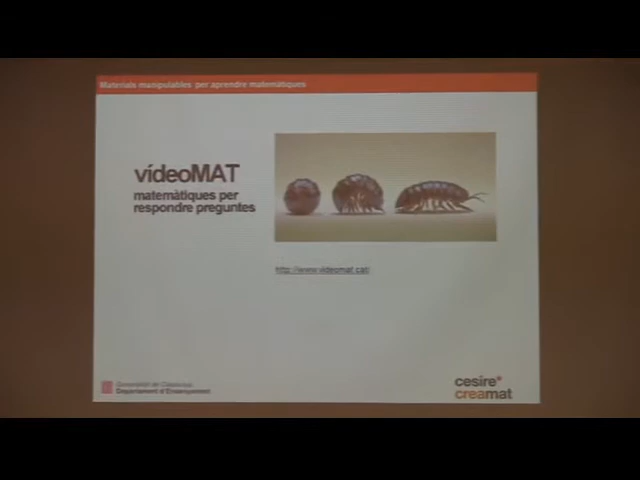 Materials manipulables per aprendre matemàtiques
vídeoMAT
matemàtiques per
respondre preguntes
http://www.videomat.cat/
Generalitat de Catalunya
Departament d'Ensenyament
cesire*
creamat